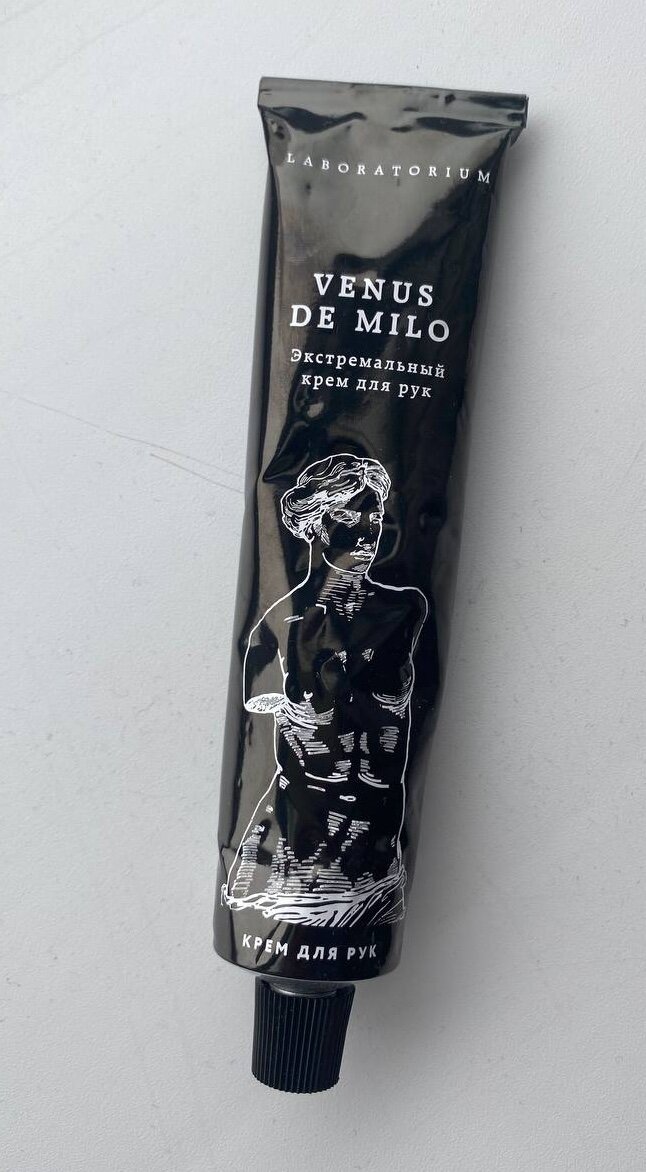 LABORATORIUM
VENUS
DE MILO
Экстремальный
крем для рук
КРЕМ ДЛЯ РУК